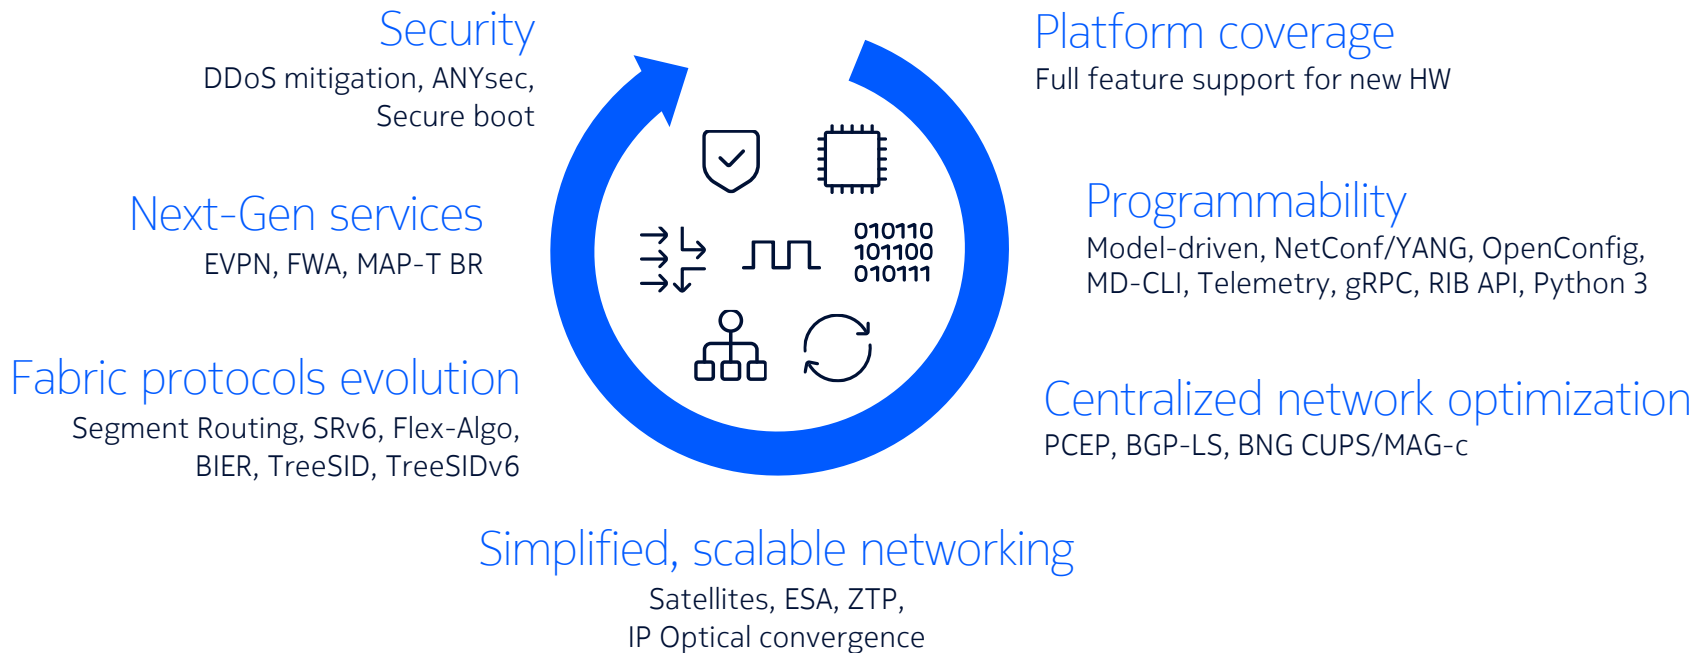 Security
DDoS mitigation, ANYsec,
Secure boot
Platform coverage
Full feature support for new HW
Next-Gen services
EVPN, FWA, MAP-T BR
010110
101100
010111
Programmability
Model-driven, NetConf/YANG, OpenConfig,
MD-CLI, Telemetry, gRPC, RIB API, Python 3
Fabric protocols evolution
Segment Routing, SRv6, Flex-Algo,
BIER, TreeSID, TreeSIDv6
Centralized network optimization
PCEP, BGP-LS, BNG CUPS/MAG-c
Simplified, scalable networking
Satellites, ESA, ZTP,
IP Optical convergence